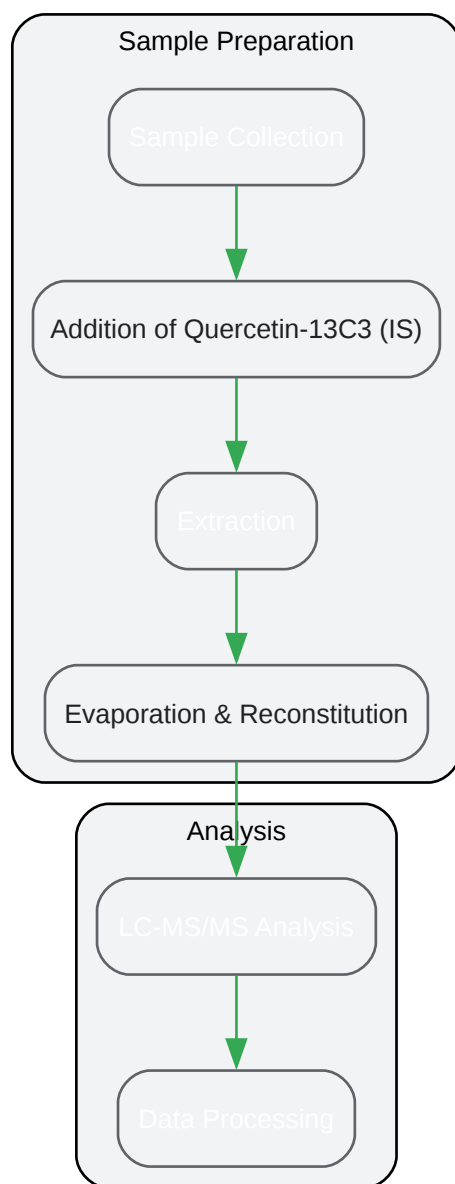 Sample Preparation
Sample Collection
Addition of Quercetin-13C3 (IS)
Extraction
Evaporation & Reconstitution
Analysis
LC-MS/MS Analysis
Data Processing